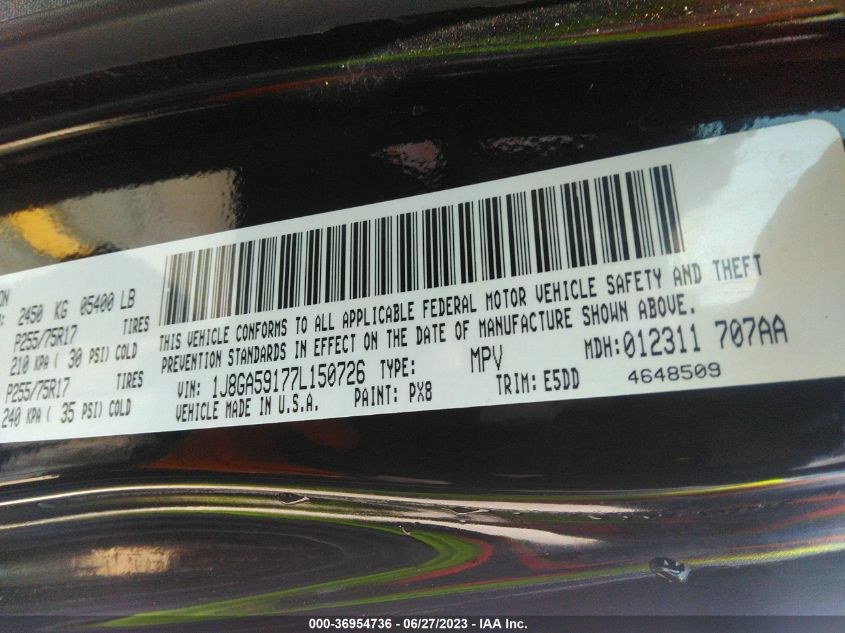 2450 KG 05400 LB
P255/75R17 TIRES
210 KPA ( 30 PSI) COLD
P255/75R17 TIRES
240 KPA ( 35 PSI) COLD
THIS VEHICLE CONFORMS TO ALL APPLICABLE FEDERAL MOTOR VEHICLE SAFETY AND THEFT
PREVENTION STANDARDS IN EFFECT ON THE DATE OF MANUFACTURE SHOWN ABOVE.
VIN: 1J8GA59177L150726 TYPE: MPV MDH:012311 707AA
VEHICLE MADE IN U.S.A. PAINT: PX8 TRIM: E5DD 4648509
000-36954736 - 06/27/2023 - IAA Inc.